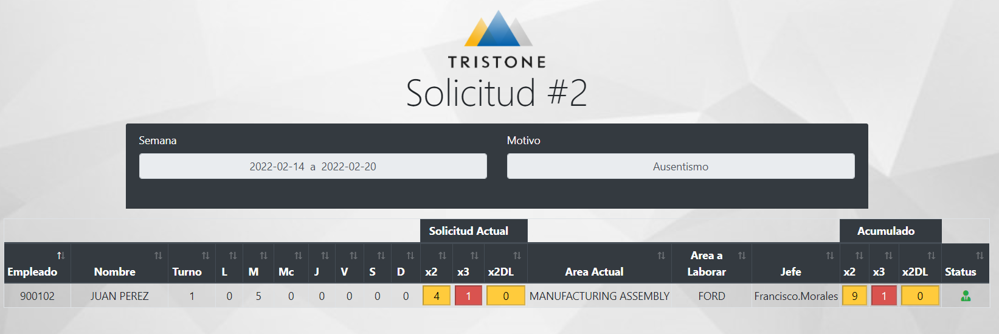 TRISTONE
Solicitud #2
Semana Motivo
2022-02-14 a 2022-02-20 Ausentismo
Solicitud Actual Acumulado
Empleado Nombre Turno L M Mc J V S D x2 x3 x2DL Area Actual Area a Laborar Jefe x2 x3 x2DL Status
900102 JUAN PEREZ 1 0 5 0 0 0 0 0 4 1 0 MANUFACTURING ASSEMBLY FORD Francisco.Morales 9 1 0